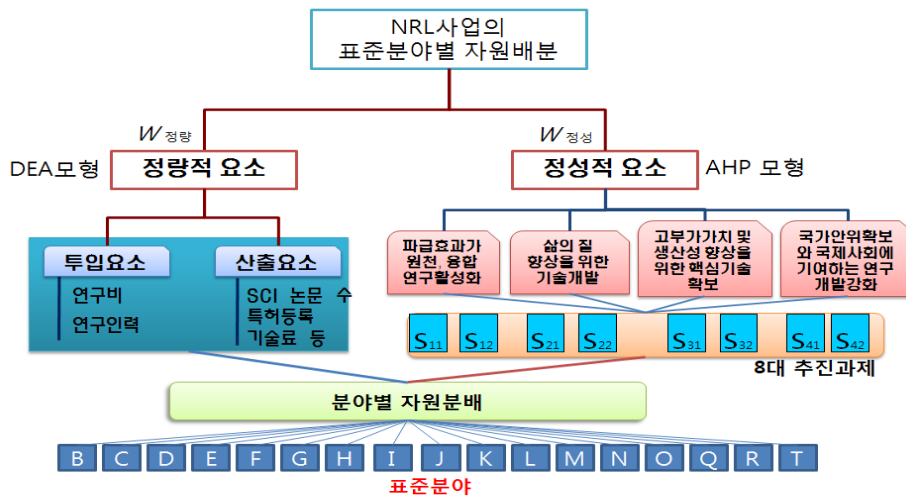 NRL사업의
표준분야별 자원배분
W 정량
W 정성
DEA모형
정량적 요소
정성적 요소
AHP 모형
투입요소
연구비
연구인력
산출요소
SCI 논문 수
특허등록
기술료 등
파급효과가
원전, 융합
연구활성화
삶의 질
향상을 위한
기술개발
고부가가치 및
생산성 향상을
위한 핵심기술
확보
국가안위확보
와 국제사회에
기여하는 연구
개발강화
S11 S12 S21 S22 S31 S32 S41 S42
8대 추진과제
분야별 자원분배
B C D E F G H I J K L M N O Q R T
표준분야